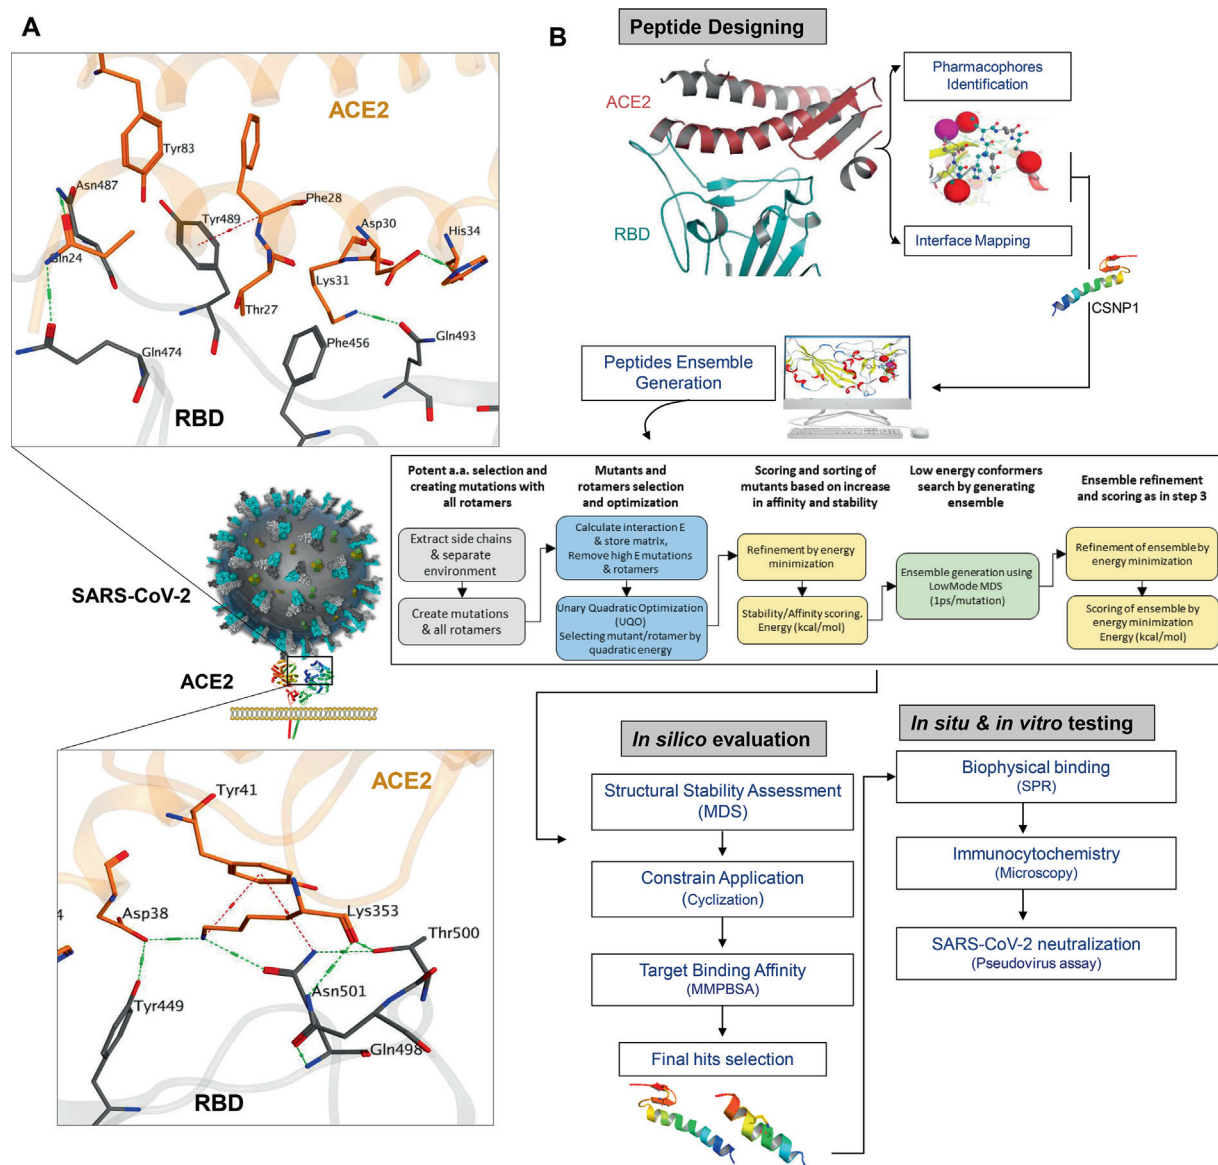 A
ACE2
Tyr83
Asn487
Phe28
Tyr489
Asp30
His34
Gln24
Lys31
Thr27
Gln493
Phe456
Gln474
RBD
SARS-CoV-2
ACE2
ACE2
Tyr41
Asp38
Lys353
4
Thr500
Asn501
Tyr449
Gln498
RBD
B
Peptide Designing
ACE2
RBD
Pharmacophores
Identification
Interface Mapping
CSNP1
Peptides Ensemble
Generation
Potent a.a. selection and
creating mutations with
all rotamers
Extract side chains
& separate
environment
Create mutations
& all rotamers
Mutants and
rotamers selection
and optimization
Calculate interaction E
& store matrix,
Remove high E mutations
& rotamers
Unary Quadratic Optimization
(UQO)
Selecting mutant/rotamer by
quadratic energy
Scoring and sorting of
mutants based on increase
in affinity and stability
Refinement by energy
minimization
Stability/Affinity scoring.
Energy (kcal/mol)
Low energy conformers
search by generating
ensemble
Ensemble generation using
LowMode MDS
(1ps/mutation)
Ensemble refinement
and scoring as in step 3
Refinement of ensemble by
energy minimization
Scoring of ensemble by
energy minimization
Energy (kcal/mol)
In silico evaluation
Structural Stability Assessment
(MDS)
Constrain Application
(Cyclization)
Target Binding Affinity
(MMPBSA)
Final hits selection
In situ & in vitro testing
Biophysical binding
(SPR)
Immunocytochemistry
(Microscopy)
SARS-CoV-2 neutralization
(Pseudovirus assay)